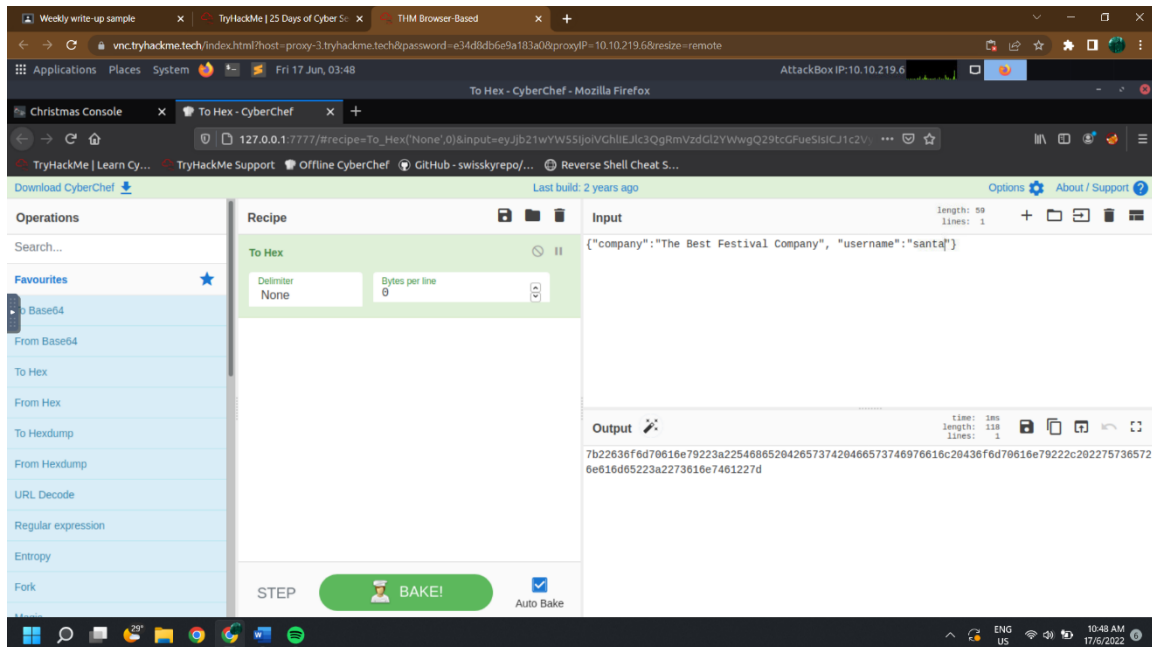 Weekly write-up sample
TryHackMe | 25 Days of Cyber Se
THM Browser-Based
vnc.tryhackme.tech/index.html?host=proxy-3.tryhackme.tech&password=e34d8db6e9a183a0&proxyIP=10.10.219.6&resize=remote
Applications Places System Fri 17 Jun, 03:48 AttackBox IP:10.10.219.6
To Hex - CyberChef - Mozilla Firefox
Christmas Console
To Hex - CyberChef
127.0.0.1:7777/#recipe=To_Hex('None',0)&input=
TryHackMe | Learn Cy... TryHackMe Support Offline CyberChef GitHub - swisskyrepo/... Reverse Shell Cheat S...
Download CyberChef Last build: 2 years ago Options About / Support
Operations
Search...
Favourites
To Base64
From Base64
To Hex
From Hex
To Hexdump
From Hexdump
URL Decode
Regular expression
Entropy
Fork
Magic
Recipe
To Hex
Delimiter
None
Bytes per line
0
STEP
BAKE!
Auto Bake
Input
length: 59
lines: 1
{"company":"The Best Festival Company", "username":"santa"}
Output
time: 1ms
length: 118
lines: 1
7b22636f6d70616e79223a2254686520426573742046657374976616c20436f6d70616e79222c202275736572
6e616d65223a2273616e7461227d
29°
ENG
US
10:48 AM
17/6/2022
6